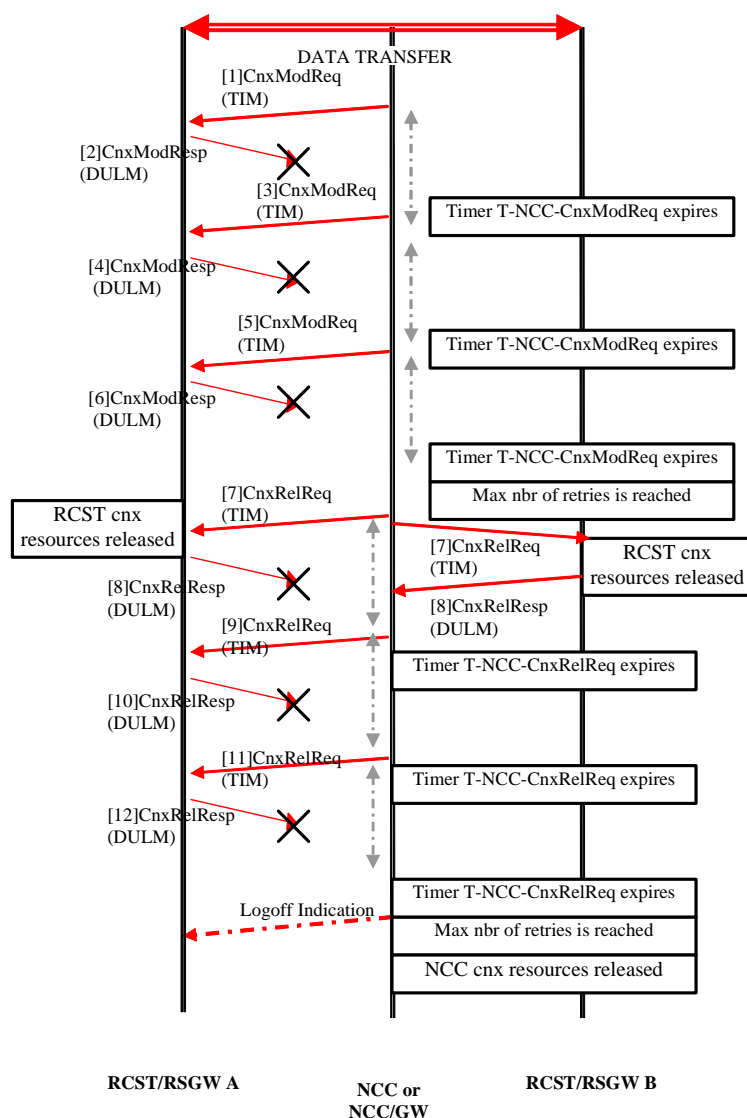 DATA TRANSFER
[1]CnxModReq
(TIM)
[2]CnxModResp
(DULM)
[3]CnxModReq
(TIM)
Timer T-NCC-CnxModReq expires
[4]CnxModResp
(DULM)
[5]CnxModReq
(TIM)
Timer T-NCC-CnxModReq expires
[6]CnxModResp
(DULM)
Timer T-NCC-CnxModReq expires
Max nbr of retries is reached
[7]CnxRelReq
(TIM)
RCST cnx
resources released
[7]CnxRelReq
(TIM)
RCST cnx
resources released
[8]CnxRelResp
(DULM)
[8]CnxRelResp
(DULM)
[9]CnxRelReq
(TIM)
Timer T-NCC-CnxRelReq expires
[10]CnxRelResp
(DULM)
[11]CnxRelReq
(TIM)
Timer T-NCC-CnxRelReq expires
[12]CnxRelResp
(DULM)
Timer T-NCC-CnxRelReq expires
Logoff Indication
Max nbr of retries is reached
NCC cnx resources released
RCST/RSGW A
NCC or
NCC/GW
RCST/RSGW B